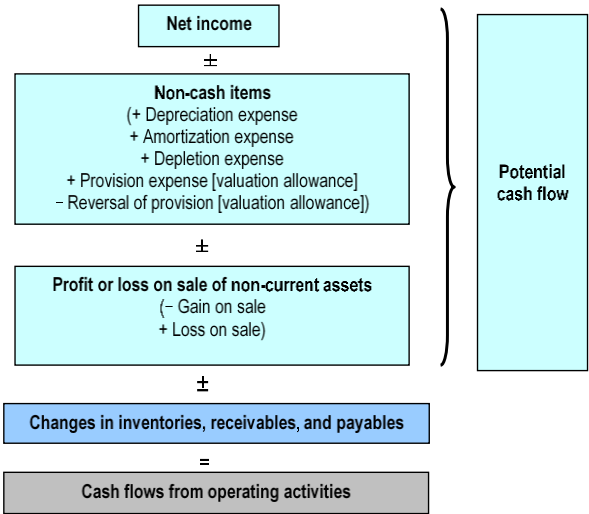 Net income
±
Non-cash items
(+ Depreciation expense
+ Amortization expense
+ Depletion expense
+ Provision expense [valuation allowance]
− Reversal of provision [valuation allowance])
±
Profit or loss on sale of non-current assets
(− Gain on sale
+ Loss on sale)
Potential
cash flow
±
Changes in inventories, receivables, and payables
=
Cash flows from operating activities